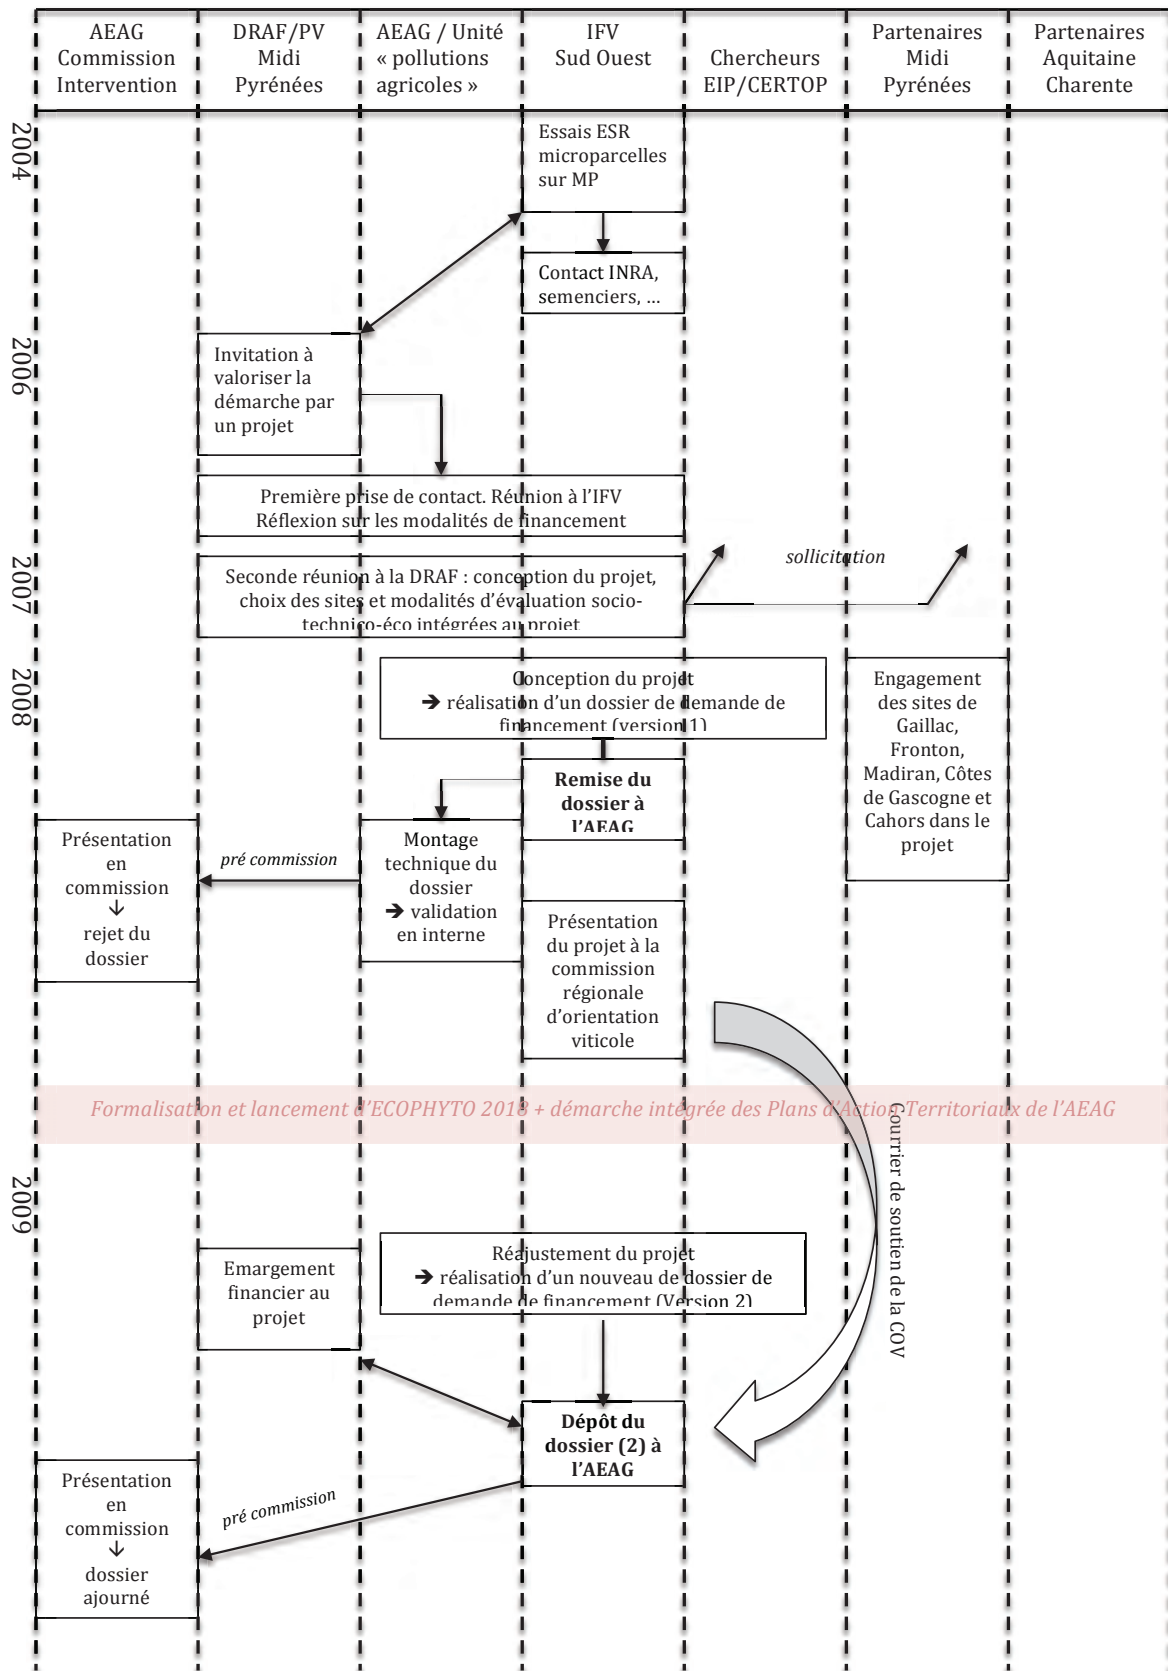 AEAG
Commission
Intervention
DRAF/PV
Midi
Pyrénées
AEAG / Unité
« pollutions
agricoles »
IFV
Sud Ouest
Chercheurs
EIP/CERTOP
Partenaires
Midi
Pyrénées
Partenaires
Aquitaine
Charente
2004
Essais ESR
microparcelles
sur MP
Contact INRA,
semenciers, …
2006
Invitation à
valoriser la
démarche par
un projet
Première prise de contact. Réunion à l’IFV
Réflexion sur les modalités de financement
2007
Seconde réunion à la DRAF : conception du projet,
choix des sites et modalités d’évaluation socio-
technico-éco intégrées au projet
sollicitation
2008
Conception du projet
➔ réalisation d’un dossier de demande de
financement (version 1)
Engagement
des sites de
Gaillac,
Fronton,
Madiran, Côtes
de Gascogne et
Cahors dans le
projet
Remise du
dossier à
l’AEAG
Présentation
en
commission
↓
rejet du
dossier
pré commission
Montage
technique du
dossier
➔ validation
en interne
Présentation
du projet à la
commission
régionale
d’orientation
viticole
Formalisation et lancement d’ECOPHYTO 2018 + démarche intégrée des Plans d’Action Territoriaux de l’AEAG
Courrier de soutien de la COV
2009
Emargement
financier au
projet
Réajustement du projet
➔ réalisation d’un nouveau de dossier de
demande de financement (Version 2)
Dépôt du
dossier (2) à
l’AEAG
pré commission
Présentation
en
commission
↓
dossier
ajourné